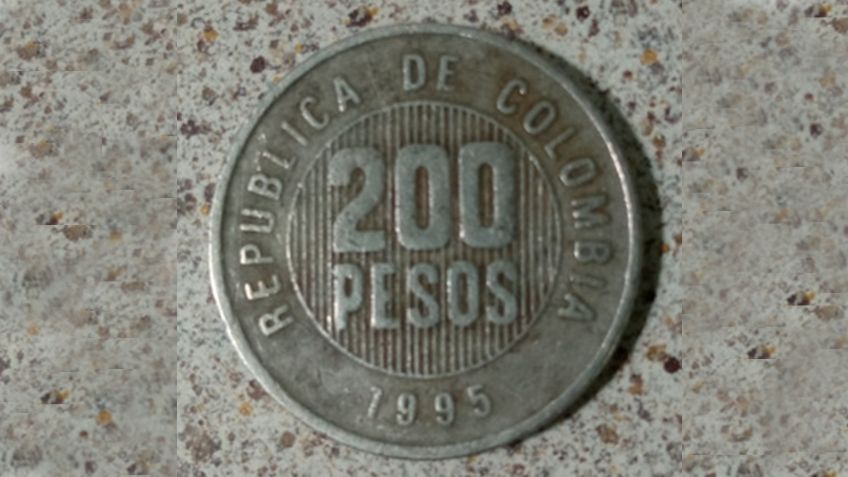 REPUBLICA DE COLOMBIA
200
PESOS
1995